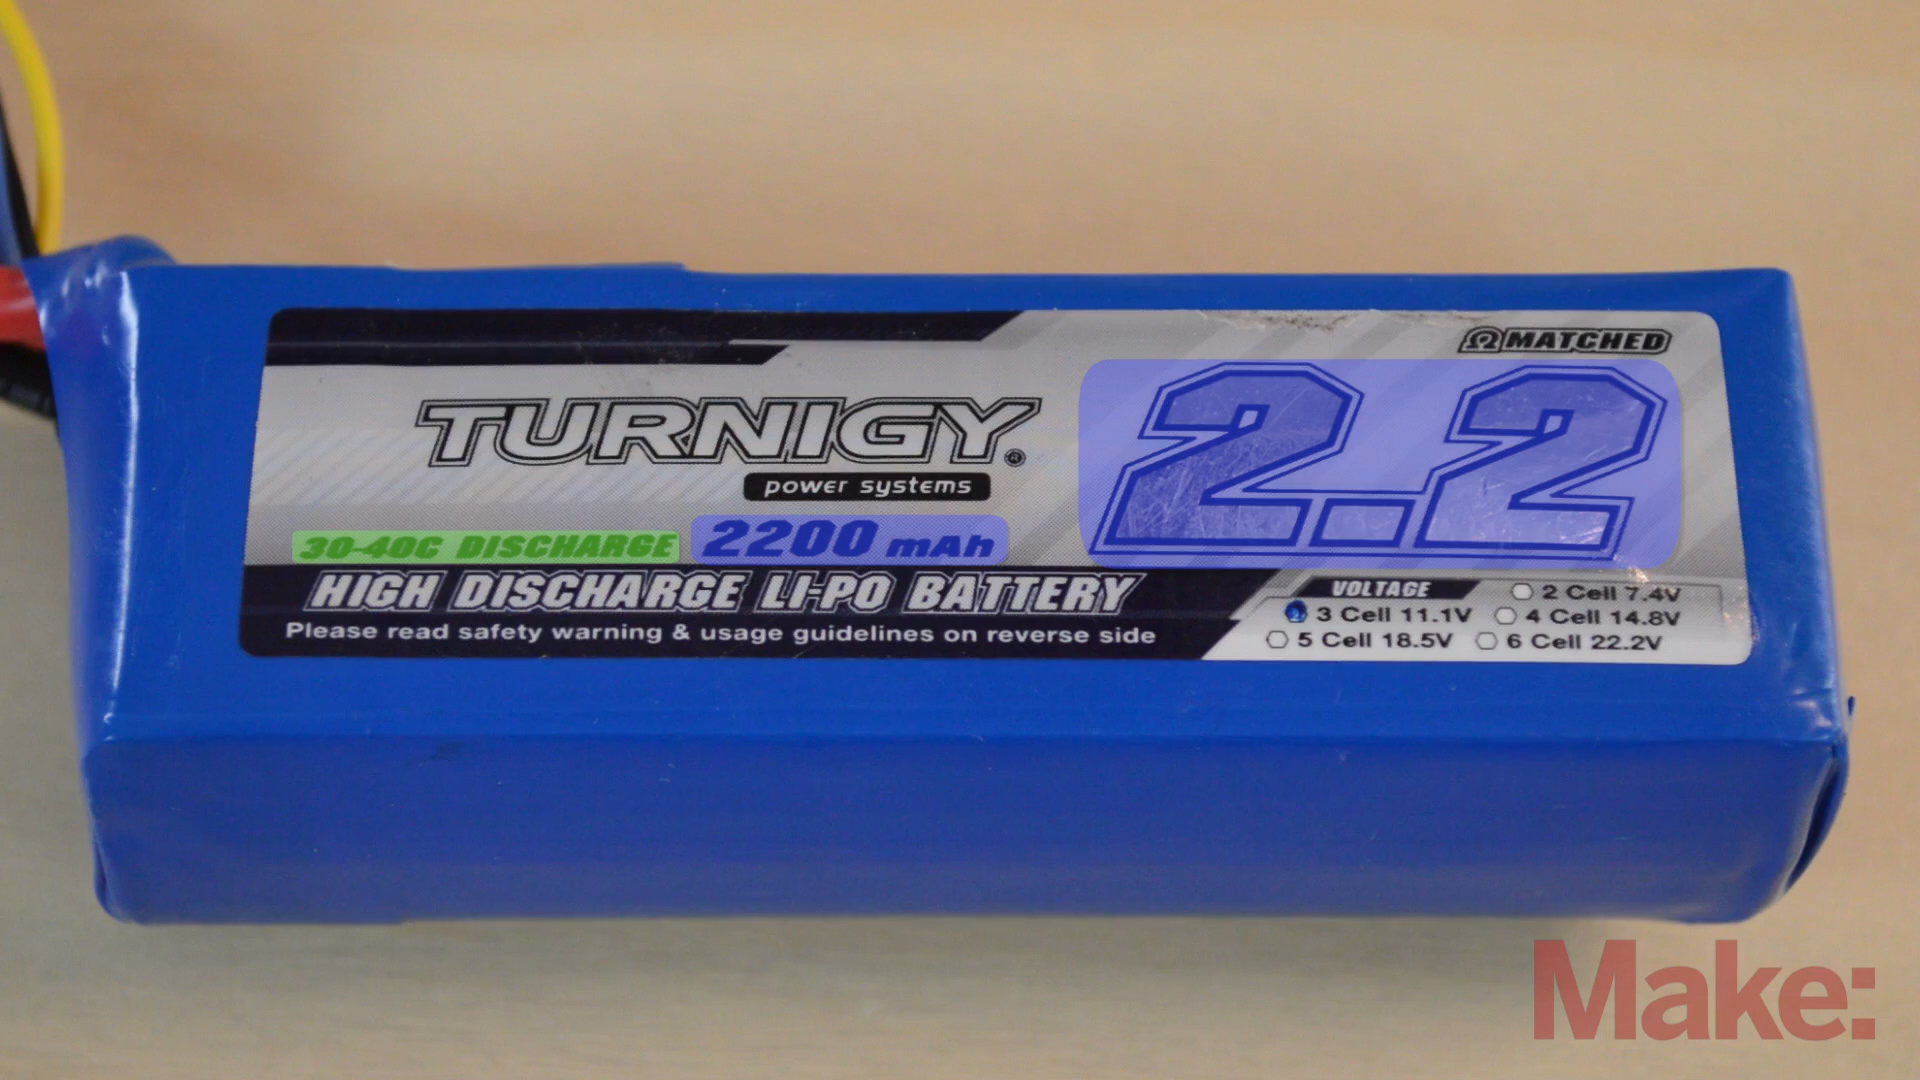 ΩMATCHED
TURNIGY®
power systems
2.2
30-40C DISCHARGE 2200 mAh
HIGH DISCHARGE LI-PO BATTERY
Please read safety warning & usage guidelines on reverse side
VOLTAGE
2 Cell 7.4V
3 Cell 11.1V 4 Cell 14.8V
5 Cell 18.5V 6 Cell 22.2V
Make: